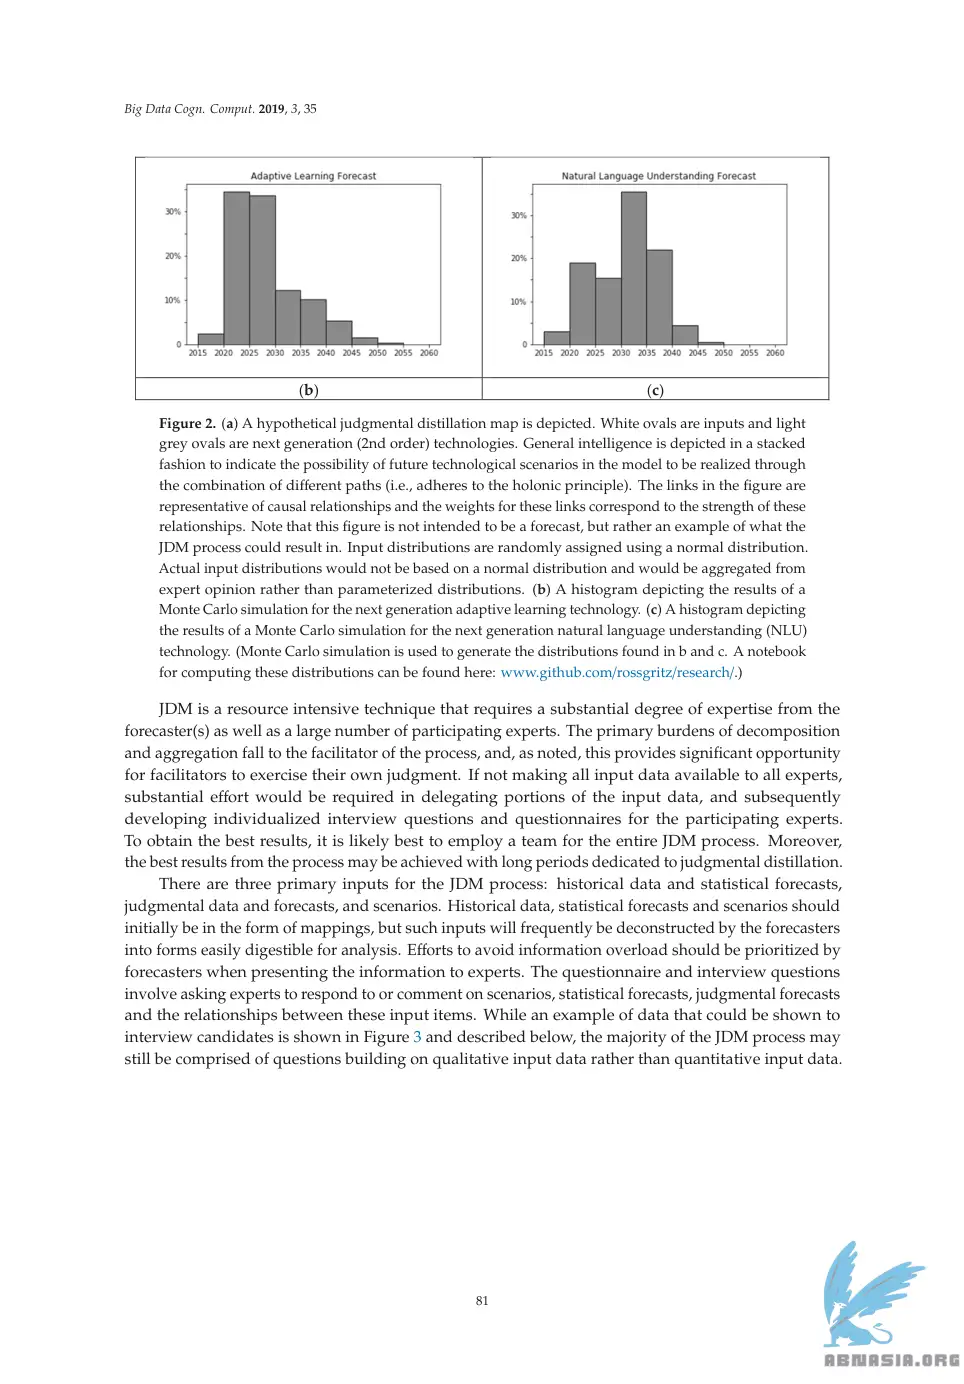 Big Data Cogn. Comput. 2019, 3, 35
Adaptive Learning Forecast
30%
20%
10%
0
2015 2020 2025 2030 2035 2040 2045 2050 2055 2060
(b)
Natural Language Understanding Forecast
30%
20%
10%
0
2015 2020 2025 2030 2035 2040 2045 2050 2055 2060
(c)
Figure 2. (a) A hypothetical judgmental distillation map is depicted. White ovals are inputs and light
grey ovals are next generation (2nd order) technologies. General intelligence is depicted in a stacked
fashion to indicate the possibility of future technological scenarios in the model to be realized through
the combination of different paths (i.e., adheres to the holonic principle). The links in the figure are
representative of causal relationships and the weights for these links correspond to the strength of these
relationships. Note that this figure is not intended to be a forecast, but rather an example of what the
JDM process could result in. Input distributions are randomly assigned using a normal distribution.
Actual input distributions would not be based on a normal distribution and would be aggregated from
expert opinion rather than parameterized distributions. (b) A histogram depicting the results of a
Monte Carlo simulation for the next generation adaptive learning technology. (c) A histogram depicting
the results of a Monte Carlo simulation for the next generation natural language understanding (NLU)
technology. (Monte Carlo simulation is used to generate the distributions found in b and c. A notebook
for computing these distributions can be found here: www.github.com/rossgritz/research/.)
JDM is a resource intensive technique that requires a substantial degree of expertise from the
forecaster(s) as well as a large number of participating experts. The primary burdens of decomposition
and aggregation fall to the facilitator of the process, and, as noted, this provides significant opportunity
for facilitators to exercise their own judgment. If not making all input data available to all experts,
substantial effort would be required in delegating portions of the input data, and subsequently
developing individualized interview questions and questionnaires for the participating experts.
To obtain the best results, it is likely best to employ a team for the entire JDM process. Moreover,
the best results from the process may be achieved with long periods dedicated to judgmental distillation.
There are three primary inputs for the JDM process: historical data and statistical forecasts,
judgmental data and forecasts, and scenarios. Historical data, statistical forecasts and scenarios should
initially be in the form of mappings, but such inputs will frequently be deconstructed by the forecasters
into forms easily digestible for analysis. Efforts to avoid information overload should be prioritized by
forecasters when presenting the information to experts. The questionnaire and interview questions
involve asking experts to respond to or comment on scenarios, statistical forecasts, judgmental forecasts
and the relationships between these input items. While an example of data that could be shown to
interview candidates is shown in Figure 3 and described below, the majority of the JDM process may
still be comprised of questions building on qualitative input data rather than quantitative input data.
81
ABNASIA.ORG